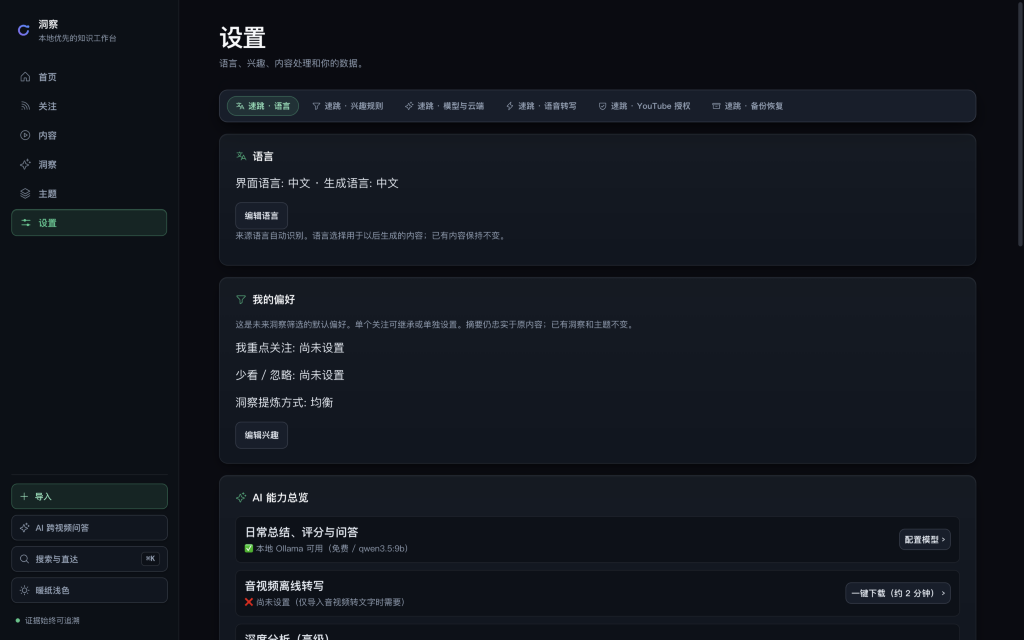 洞察
本地优先的知识工作台
首页
关注
内容
洞察
主题
设置
导入
AI 跨视频问答
搜索与直达 ⌘K
暖纸浅色
证据始终可追溯
设置
语言、兴趣、内容处理和你的数据。
速跳 · 语言 速跳 · 兴趣规则 速跳 · 模型与云端 速跳 · 语音转写 速跳 · YouTube 授权 速跳 · 备份恢复
语言
界面语言: 中文 · 生成语言: 中文
编辑语言
来源语言自动识别。语言选择用于以后生成的内容；已有内容保持不变。
我的偏好
这是未来洞察筛选的默认偏好。单个关注可继承或单独设置。摘要仍忠实于原内容；已有洞察和主题不变。
我重点关注: 尚未设置
少看 / 忽略: 尚未设置
洞察提炼方式: 均衡
编辑兴趣
AI 能力总览
日常总结、评分与问答
✅ 本地 Ollama 可用（免费 / qwen3.5:9b）
配置模型 ›
音视频离线转写
❌ 尚未设置（仅导入音视频转文字时需要）
一键下载（约 2 分钟） ›
深度分析（高级）